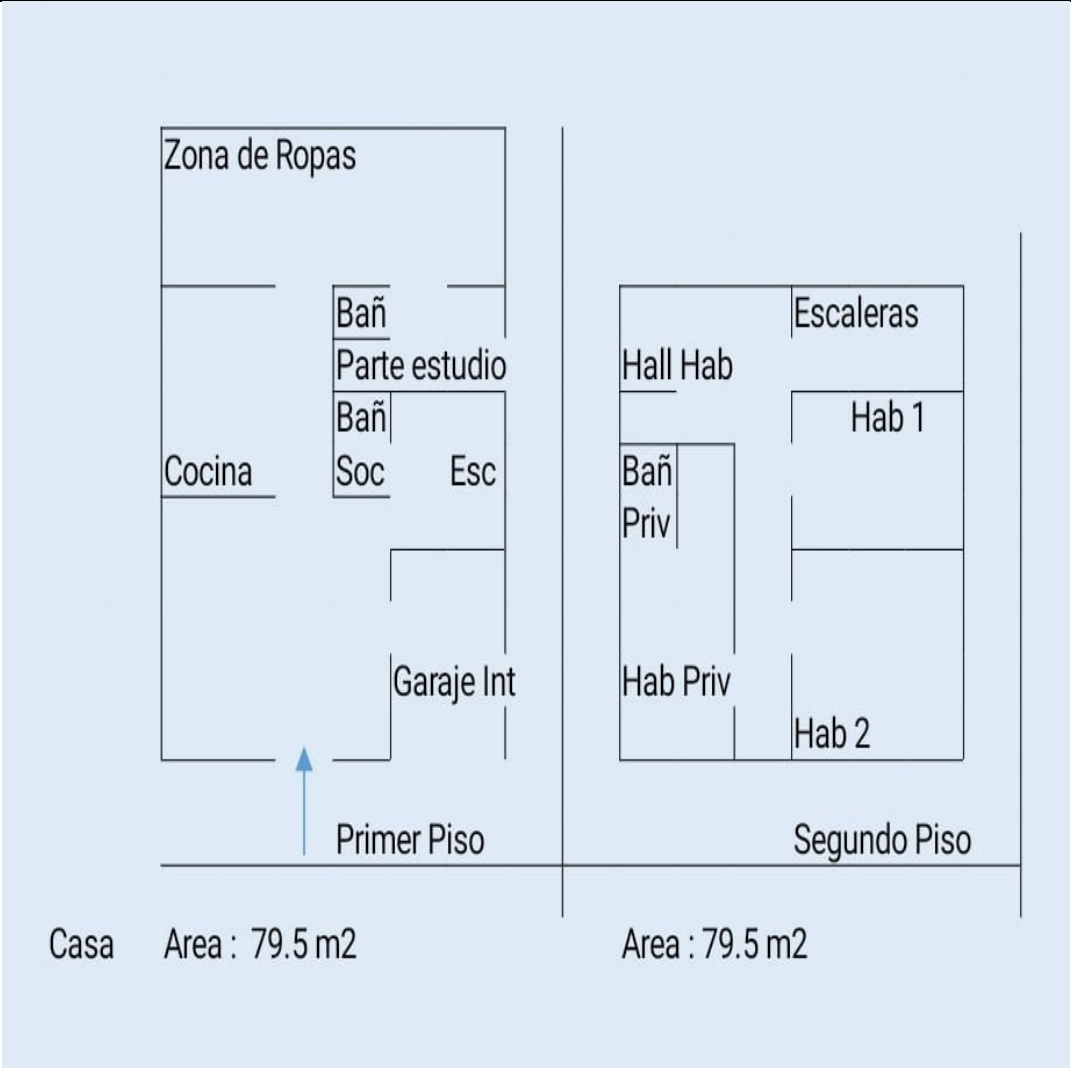 Zona de Ropas
Bañ
Parte estudio
Bañ
Cocina
Soc
Esc
Garaje Int
Primer Piso
Escaleras
Hall Hab
Hab 1
Bañ
Priv
Hab Priv
Hab 2
Segundo Piso
Casa Area : 79.5 m2
Area : 79.5 m2